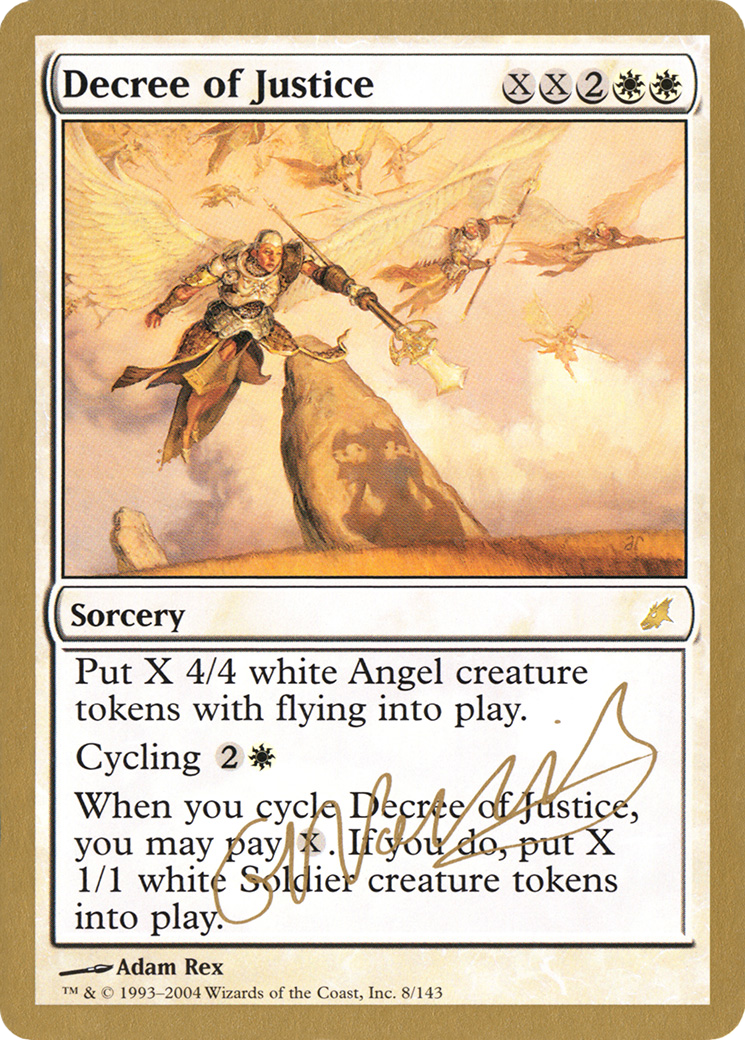 Decree of Justice XX2
Sorcery
Put X 4/4 white Angel creature
tokens with flying into play.
Cycling 2
When you cycle Decree of Justice,
you may pay X. If you do, put X
1/1 white Soldier creature tokens
into play.
Adam Rex
™ & © 1993–2004 Wizards of the Coast, Inc. 8/143